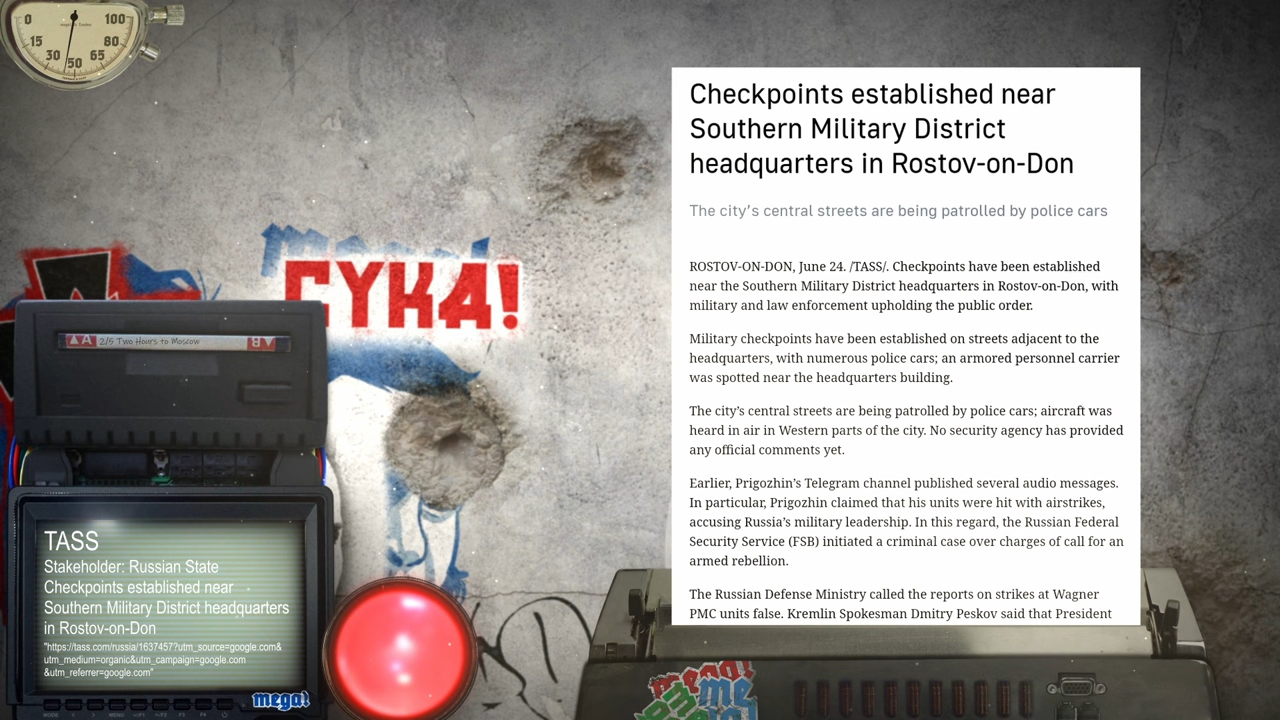 0
100
15
80
30
65
50
mega!
СУКА!
A
2/5 Two Hours to Moscow
AB
TASS
Stakeholder: Russian State
Checkpoints established near
Southern Military District headquarters
in Rostov-on-Don
"https://tass.com/russia/1637457?utm_source=google.com&
utm_medium=organic&utm_campaign=google.com
&utm_referrer=google.com"
mega!
MENU
Checkpoints established near
Southern Military District
headquarters in Rostov-on-Don
The city's central streets are being patrolled by police cars
ROSTOV-ON-DON, June 24. /TASS/. Checkpoints have been established
near the Southern Military District headquarters in Rostov-on-Don, with
military and law enforcement upholding the public order.
Military checkpoints have been established on streets adjacent to the
headquarters, with numerous police cars; an armored personnel carrier
was spotted near the headquarters building.
The city's central streets are being patrolled by police cars; aircraft was
heard in air in Western parts of the city. No security agency has provided
any official comments yet.
Earlier, Prigozhin's Telegram channel published several audio messages.
In particular, Prigozhin claimed that his units were hit with airstrikes,
accusing Russia's military leadership. In this regard, the Russian Federal
Security Service (FSB) initiated a criminal case over charges of call for an
armed rebellion.
The Russian Defense Ministry called the reports on strikes at Wagner
PMC units false. Kremlin Spokesman Dmitry Peskov said that President